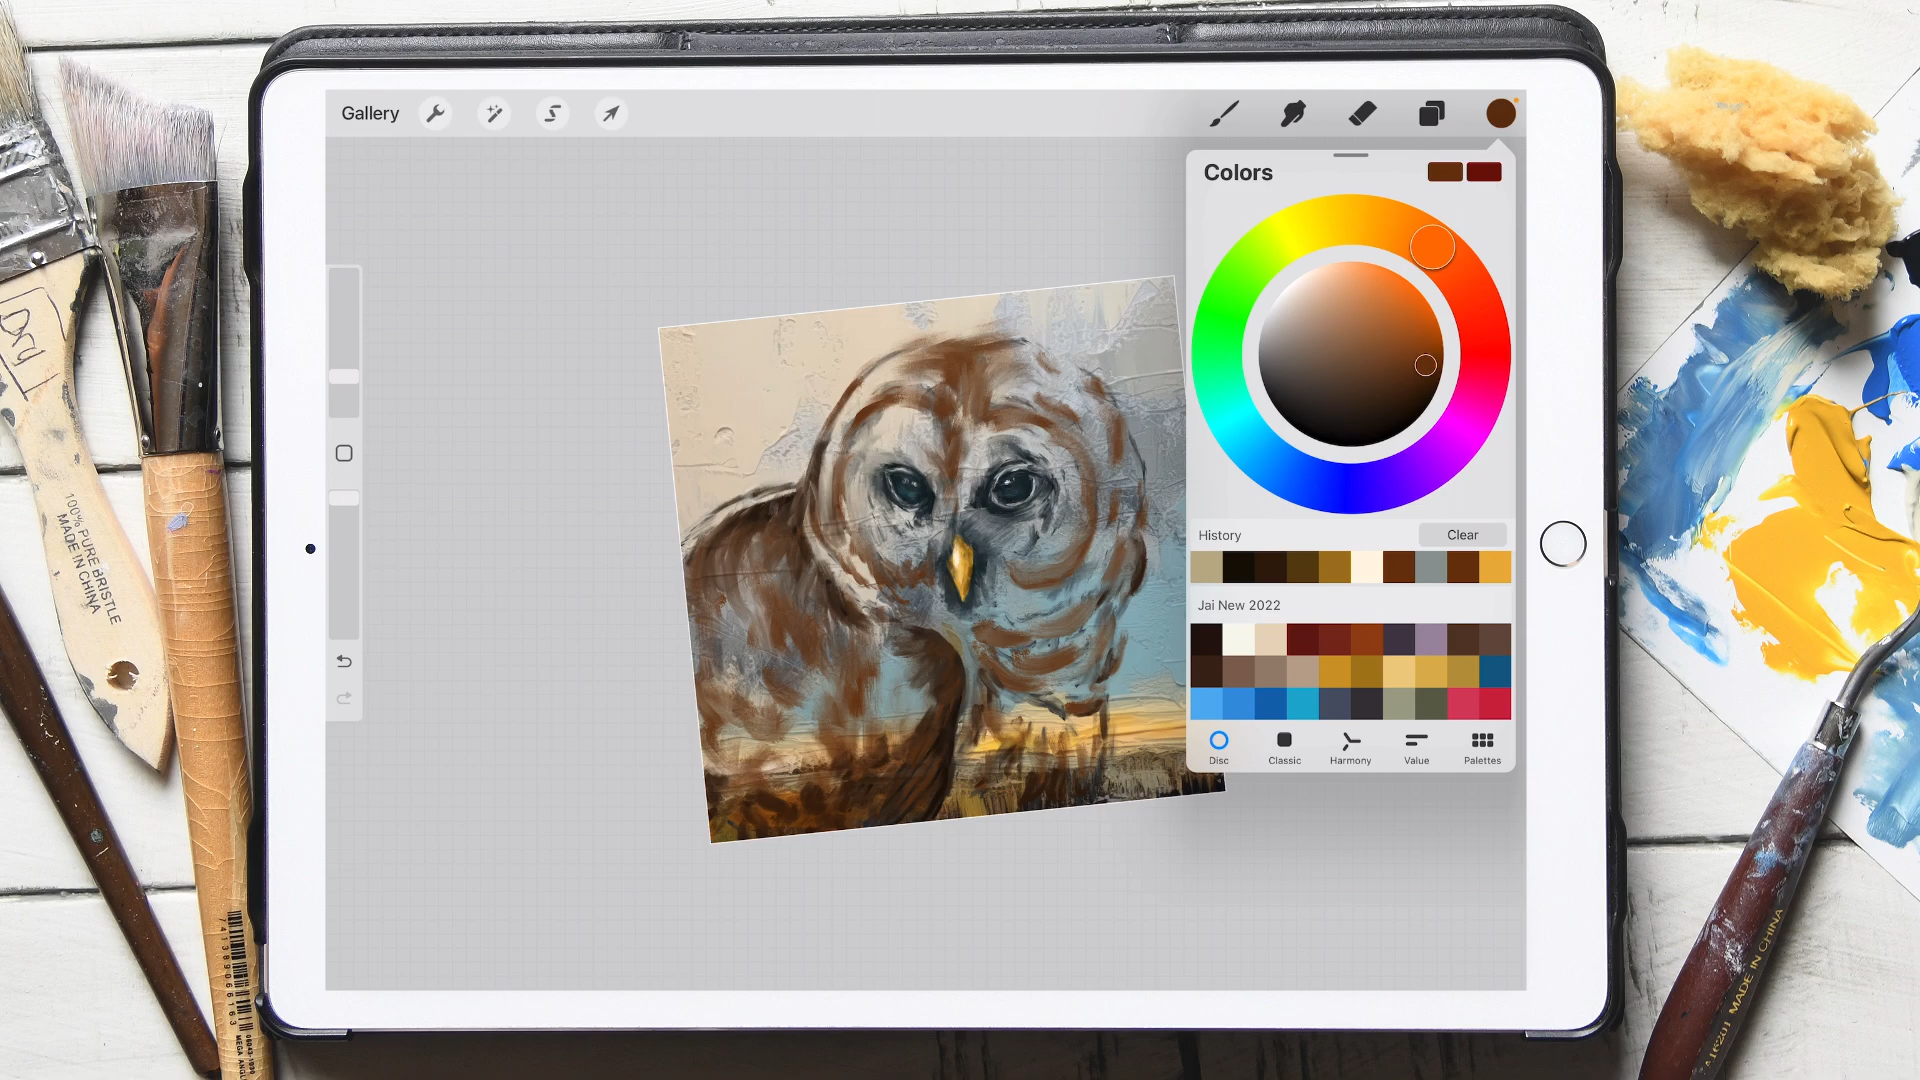 Gallery
Colors
History
Clear
Jai New 2022
Disc
Classic
Harmony
Value
Palettes
Dry
100% PURE BRISTLE
MADE IN CHINA
MADE IN CHINA